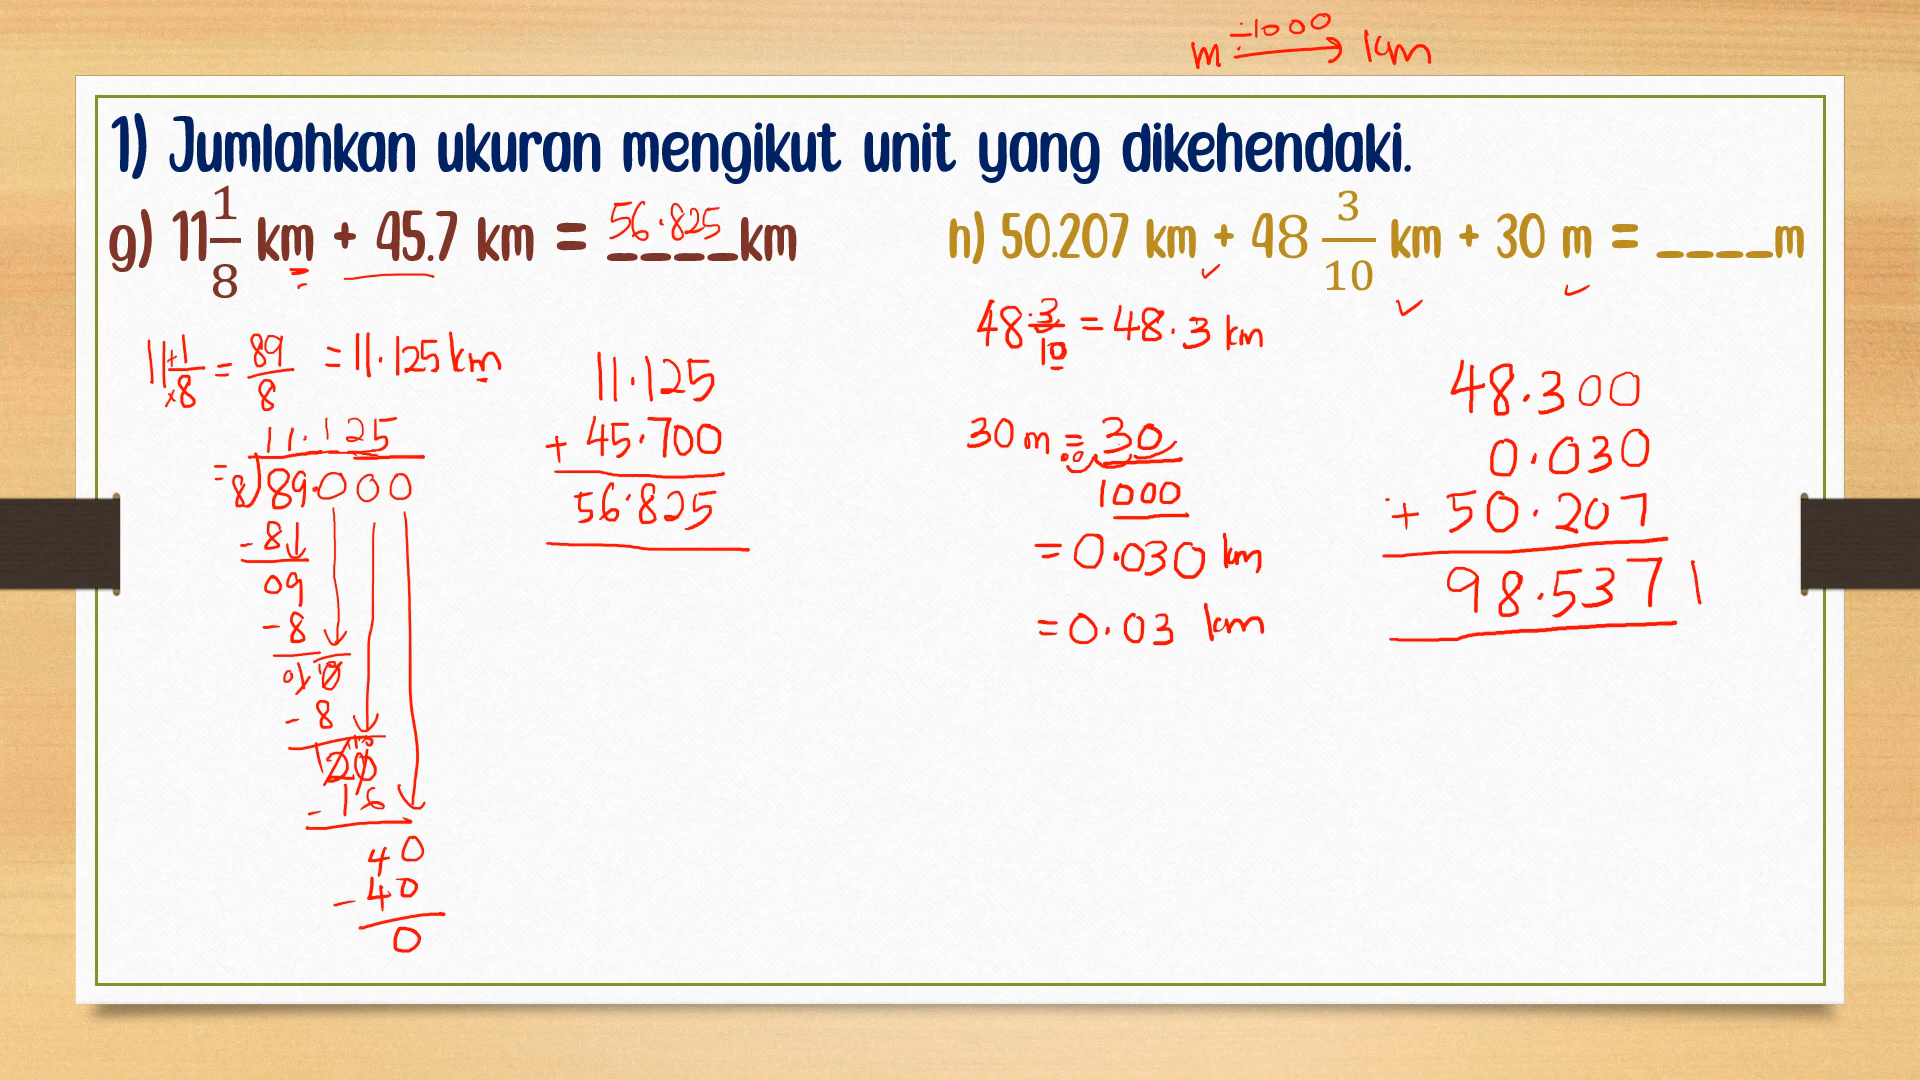 m ÷1000 → km
1) Jumlahkan ukuran mengikut unit yang dikehendaki.
g) 11 1/8 km + 45.7 km = 56.825 km
11 1/8 = 89/8 = 11.125 km
11.125
= 8)89.000
- 8
09
- 8
010
- 8
20
- 16
40
- 40
0
11.125
+ 45.700
56.825
h) 50.207 km + 48 3/10 km + 30 m = ____m
48 3/10 = 48.3 km
30 m = 30/1000
= 0.030 km
= 0.03 km
48.300
0.030
+ 50.207
98.537